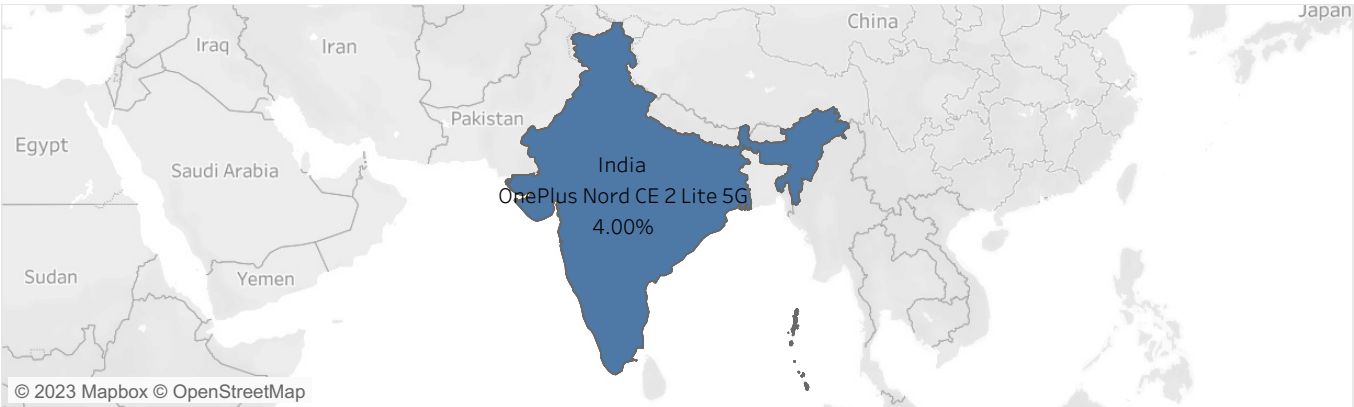 Japan
China
Iraq
Iran
Pakistan
Egypt
Saudi Arabia
India
OnePlus Nord CE 2 Lite 5G
4.00%
Sudan
Yemen
© 2023 Mapbox © OpenStreetMap